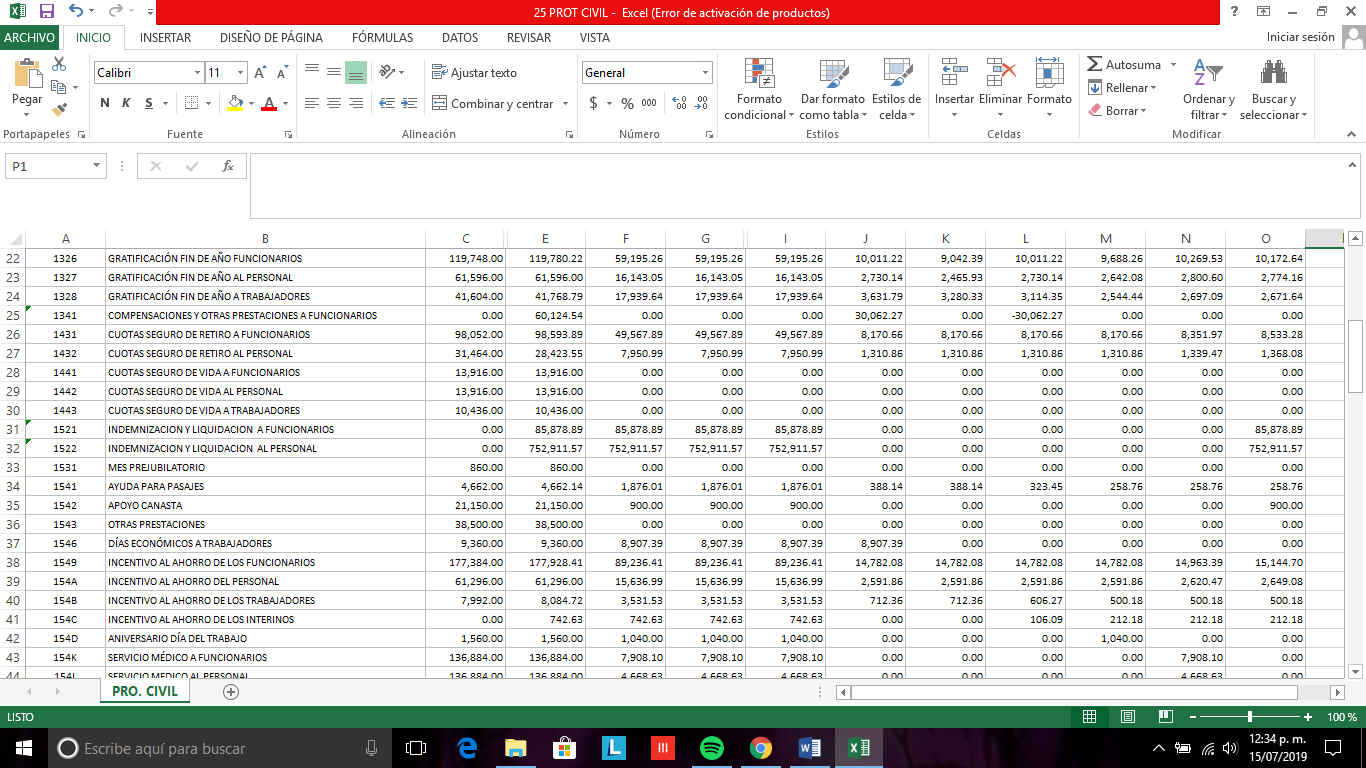 25 PROT CIVIL - Excel (Error de activación de productos)
ARCHIVO INICIO INSERTAR DISEÑO DE PÁGINA FÓRMULAS DATOS REVISAR VISTA Iniciar sesión
Calibri 11 Ajustar texto General Autosuma
Pegar Rellenar
N K S Combinar y centrar $ % 000 Borrar
Formato condicional Dar formato como tabla Estilos de celda Insertar Eliminar Formato Ordenar y filtrar Buscar y seleccionar
Portapapeles Fuente Alineación Número Estilos Celdas Modificar
P1
A B C E F G I J K L M N O
22 1326 GRATIFICACIÓN FIN DE AÑO FUNCIONARIOS 119,748.00 119,780.22 59,195.26 59,195.26 59,195.26 10,011.22 9,042.39 10,011.22 9,688.26 10,269.53 10,172.64
23 1327 GRATIFICACIÓN FIN DE AÑO AL PERSONAL 61,596.00 61,596.00 16,143.05 16,143.05 16,143.05 2,730.14 2,465.93 2,730.14 2,642.08 2,800.60 2,774.16
24 1328 GRATIFICACIÓN FIN DE AÑO A TRABAJADORES 41,604.00 41,768.79 17,939.64 17,939.64 17,939.64 3,631.79 3,280.33 3,114.35 2,544.44 2,697.09 2,671.64
25 1341 COMPENSACIONES Y OTRAS PRESTACIONES A FUNCIONARIOS 0.00 60,124.54 0.00 0.00 0.00 30,062.27 0.00 -30,062.27 0.00 0.00 0.00
26 1431 CUOTAS SEGURO DE RETIRO A FUNCIONARIOS 98,052.00 98,593.89 49,567.89 49,567.89 49,567.89 8,170.66 8,170.66 8,170.66 8,170.66 8,351.97 8,533.28
27 1432 CUOTAS SEGURO DE RETIRO AL PERSONAL 31,464.00 28,423.55 7,950.99 7,950.99 7,950.99 1,310.86 1,310.86 1,310.86 1,310.86 1,339.47 1,368.08
28 1441 CUOTAS SEGURO DE VIDA A FUNCIONARIOS 13,916.00 13,916.00 0.00 0.00 0.00 0.00 0.00 0.00 0.00 0.00 0.00
29 1442 CUOTAS SEGURO DE VIDA AL PERSONAL 13,916.00 13,916.00 0.00 0.00 0.00 0.00 0.00 0.00 0.00 0.00 0.00
30 1443 CUOTAS SEGURO DE VIDA A TRABAJADORES 10,436.00 10,436.00 0.00 0.00 0.00 0.00 0.00 0.00 0.00 0.00 0.00
31 1521 INDEMNIZACION Y LIQUIDACION A FUNCIONARIOS 0.00 85,878.89 85,878.89 85,878.89 85,878.89 0.00 0.00 0.00 0.00 0.00 85,878.89
32 1522 INDEMNIZACION Y LIQUIDACION AL PERSONAL 0.00 752,911.57 752,911.57 752,911.57 752,911.57 0.00 0.00 0.00 0.00 0.00 752,911.57
33 1531 MES PREJUBILATORIO 860.00 860.00 0.00 0.00 0.00 0.00 0.00 0.00 0.00 0.00 0.00
34 1541 AYUDA PARA PASAJES 4,662.00 4,662.14 1,876.01 1,876.01 1,876.01 388.14 388.14 323.45 258.76 258.76 258.76
35 1542 APOYO CANASTA 21,150.00 21,150.00 900.00 900.00 900.00 0.00 0.00 0.00 0.00 0.00 900.00
36 1543 OTRAS PRESTACIONES 38,500.00 38,500.00 0.00 0.00 0.00 0.00 0.00 0.00 0.00 0.00 0.00
37 1546 DÍAS ECONÓMICOS A TRABAJADORES 9,360.00 9,360.00 8,907.39 8,907.39 8,907.39 8,907.39 0.00 0.00 0.00 0.00 0.00
38 1549 INCENTIVO AL AHORRO DE LOS FUNCIONARIOS 177,384.00 177,928.41 89,236.41 89,236.41 89,236.41 14,782.08 14,782.08 14,782.08 14,782.08 14,963.39 15,144.70
39 154A INCENTIVO AL AHORRO DEL PERSONAL 61,296.00 61,296.00 15,636.99 15,636.99 15,636.99 2,591.86 2,591.86 2,591.86 2,591.86 2,620.47 2,649.08
40 154B INCENTIVO AL AHORRO DE LOS TRABAJADORES 7,992.00 8,084.72 3,531.53 3,531.53 3,531.53 712.36 712.36 606.27 500.18 500.18 500.18
41 154C INCENTIVO AL AHORRO DE LOS INTERINOS 0.00 742.63 742.63 742.63 742.63 0.00 0.00 106.09 212.18 212.18 212.18
42 154D ANIVERSARIO DÍA DEL TRABAJO 1,560.00 1,560.00 1,040.00 1,040.00 1,040.00 0.00 0.00 0.00 1,040.00 0.00 0.00
43 154K SERVICIO MÉDICO A FUNCIONARIOS 136,884.00 136,884.00 7,908.10 7,908.10 7,908.10 0.00 0.00 0.00 0.00 7,908.10 0.00
44 154L SERVICIO MEDICO AL PERSONAL 136,884.00 136,884.00 4,668.63 4,668.63 4,668.63 0.00 0.00 0.00 0.00 4,668.63 0.00
PRO. CIVIL
LISTO 100 %
Escribe aquí para buscar
12:34 p. m.
15/07/2019